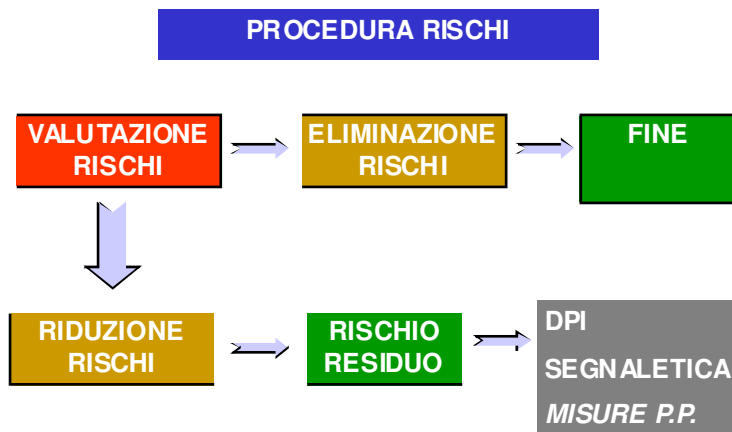 PROCEDURA RISCHI
VALUTAZIONE
RISCHI
ELIMINAZIONE
RISCHI
FINE
RIDUZIONE
RISCHI
RISCHIO
RESIDUO
DPI
SEGNALETICA
MISURE P.P.